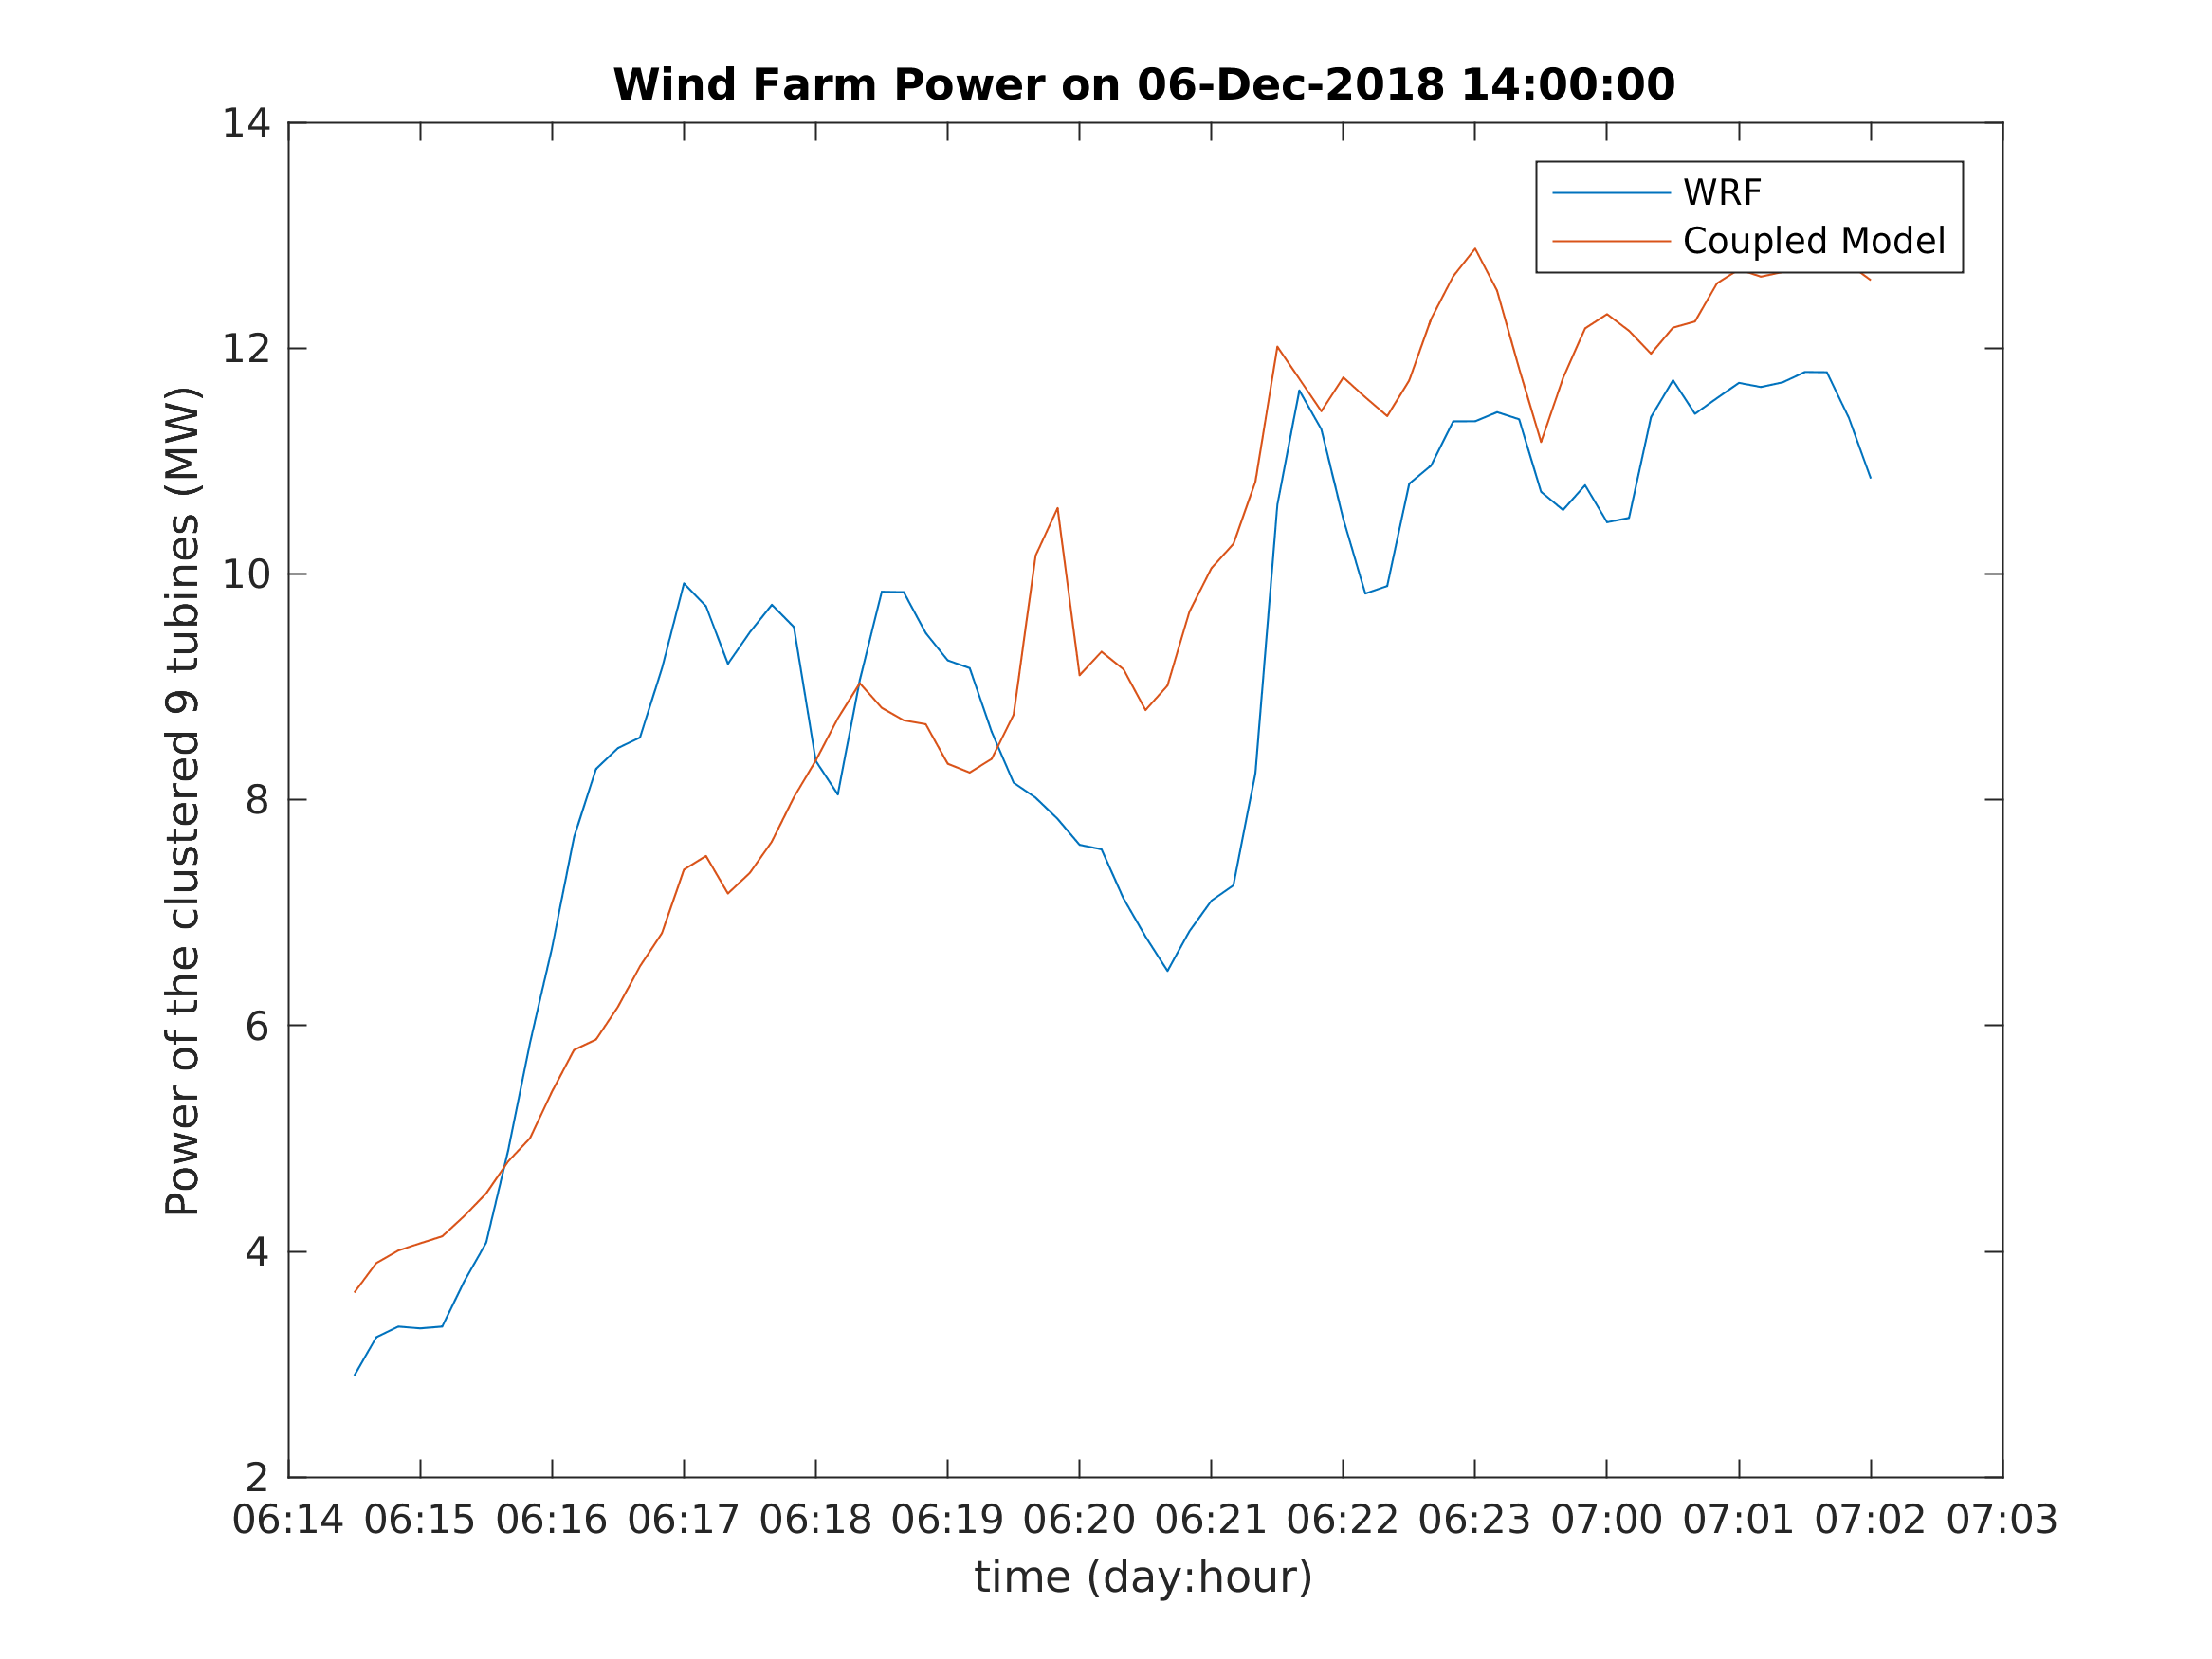 Wind Farm Power on 06-Dec-2018 14:00:00
14
12
10
8
6
4
2
Power of the clustered 9 tubines (MW)
WRF
Coupled Model
06:14 06:15 06:16 06:17 06:18 06:19 06:20 06:21 06:22 06:23 07:00 07:01 07:02 07:03
time (day:hour)